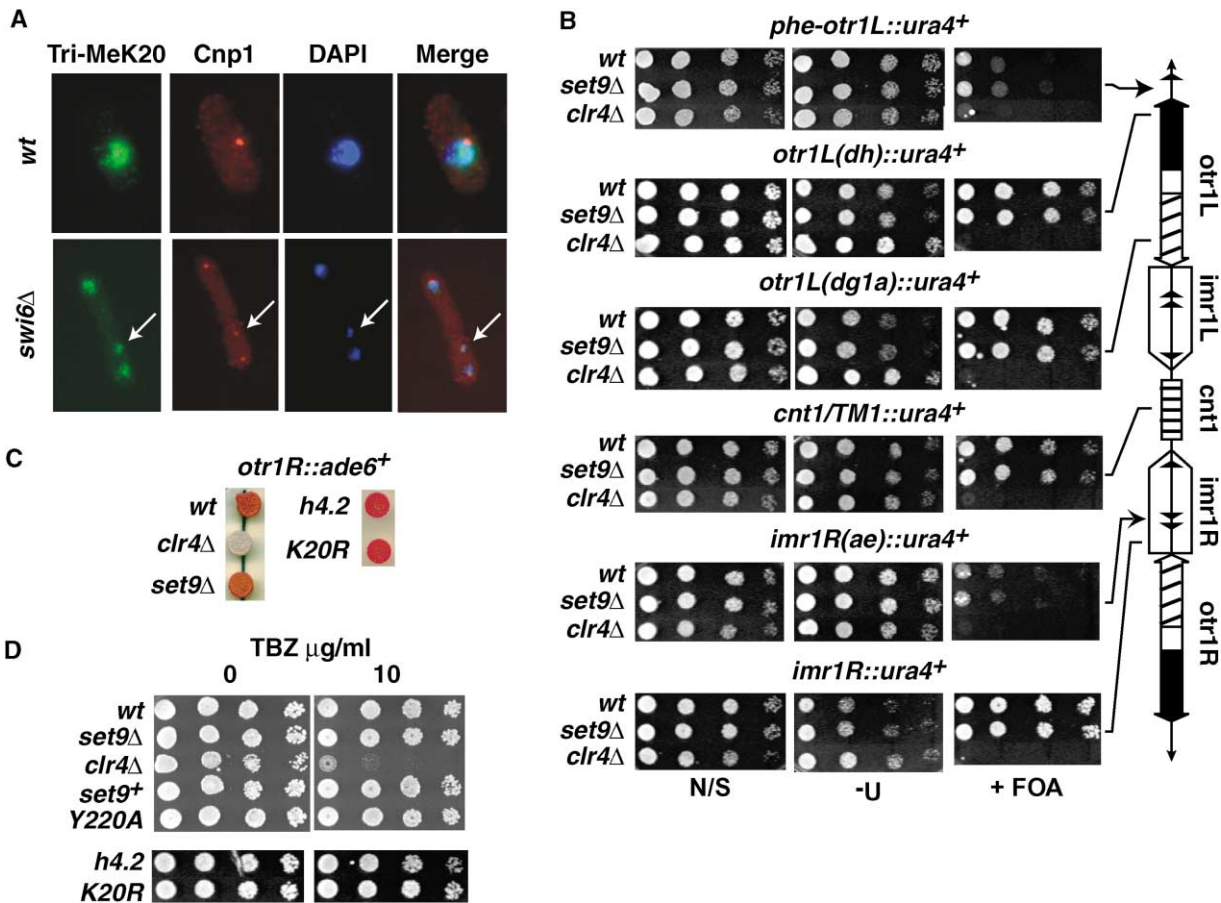 A
Tri-MeK20 Cnp1 DAPI Merge
wt
swi6Δ
B
phe-otr1L::ura4+
wt
set9Δ
clr4Δ
otr1L(dh)::ura4+
wt
set9Δ
clr4Δ
otr1L(dg1a)::ura4+
wt
set9Δ
clr4Δ
cnt1/TM1::ura4+
wt
set9Δ
clr4Δ
imr1R(ae)::ura4+
wt
set9Δ
clr4Δ
imr1R::ura4+
wt
set9Δ
clr4Δ
N/S -U + FOA
otr1L
imr1L
cnt1
imr1R
otr1R
C
otr1R::ade6+
wt
clr4Δ
set9Δ
h4.2
K20R
D
TBZ μg/ml
0 10
wt
set9Δ
clr4Δ
set9+
Y220A
h4.2
K20R